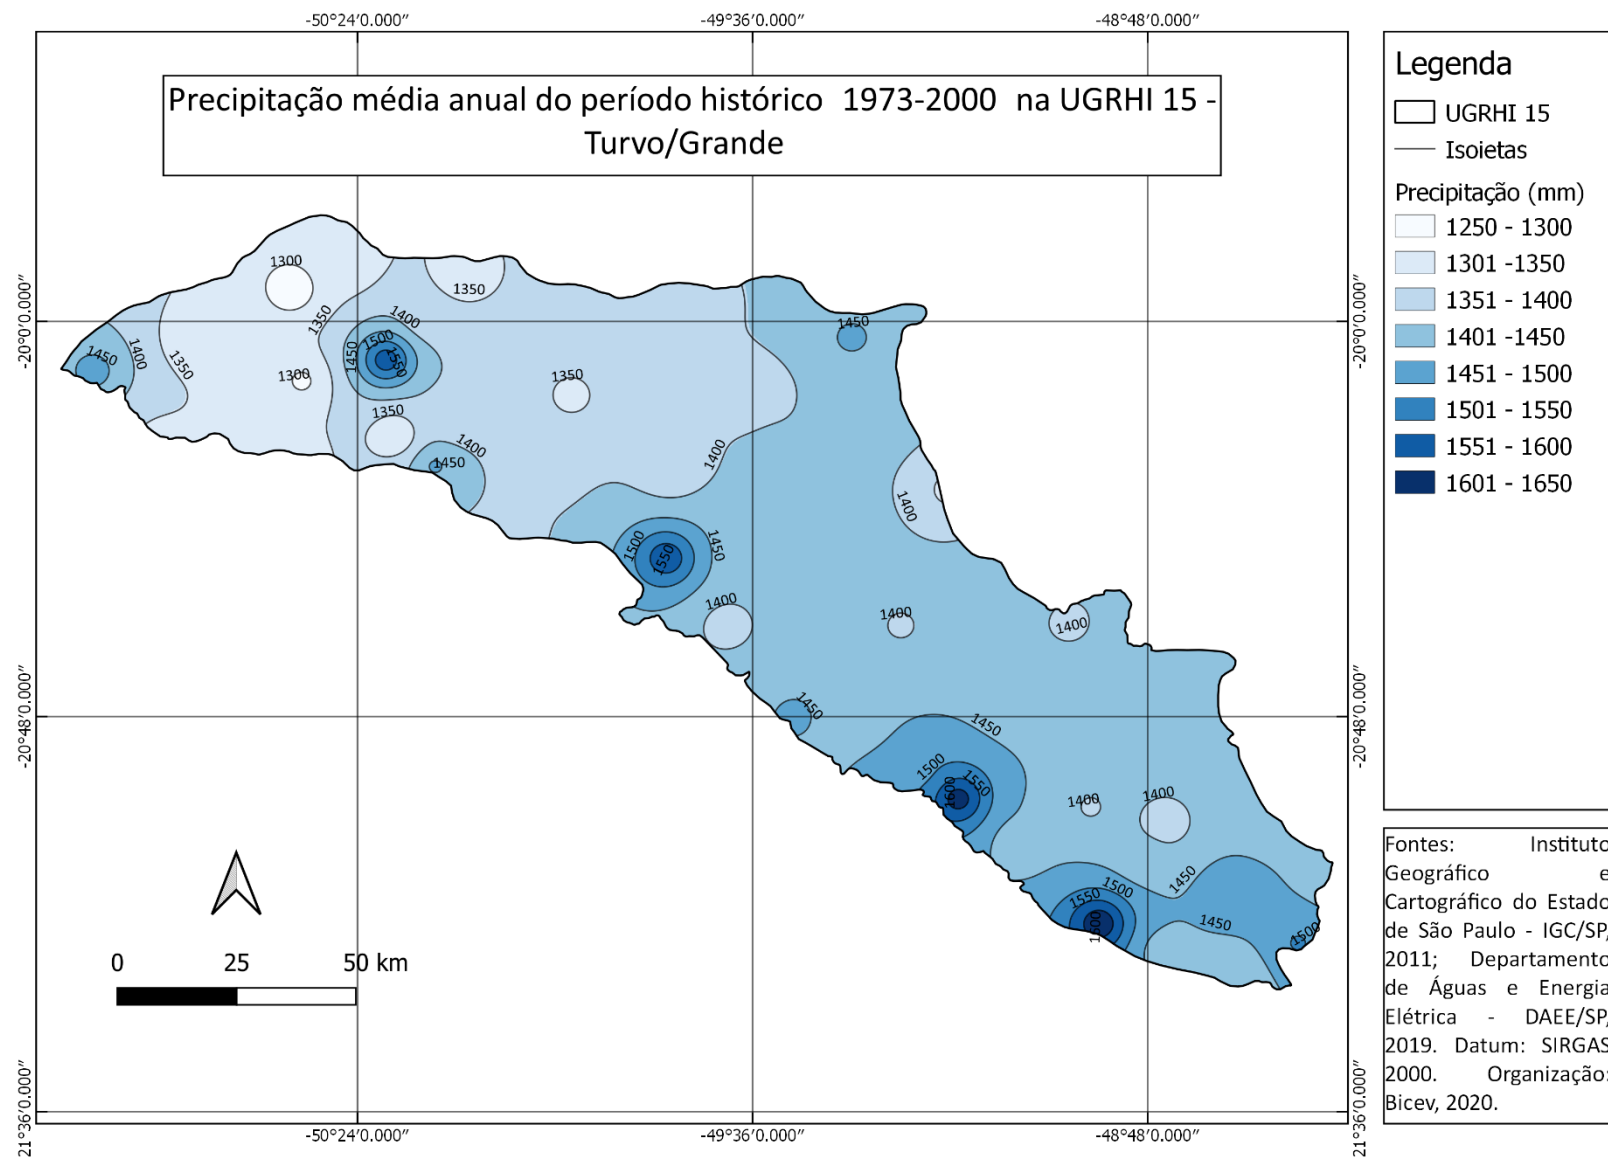 -50°24′0.000″
-49°36′0.000″
-48°48′0.000″
Precipitação média anual do período histórico 1973-2000 na UGRHI 15 -
Turvo/Grande
-20°0′0.000″
-20°0′0.000″
-20°48′0.000″
-20°48′0.000″
21°36′0.000″
21°36′0.000″
1300
1350
1350
1400
1450
1450
1400
1350
1500
1450
1550
1300
1350
1350
1400
1450
1400
1400
1500
1550
1450
1400
1400
1400
1450
1450
1500
1550
1600
1400
1400
1450
1500
1550
1600
1450
1500
0 25 50 km
-50°24′0.000″
-49°36′0.000″
-48°48′0.000″
Legenda
UGRHI 15
Isoietas
Precipitação (mm)
1250 - 1300
1301 -1350
1351 - 1400
1401 -1450
1451 - 1500
1501 - 1550
1551 - 1600
1601 - 1650
Fontes: Instituto
Geográfico e
Cartográfico do Estado
de São Paulo - IGC/SP,
2011; Departamento
de Águas e Energia
Elétrica - DAEE/SP,
2019. Datum: SIRGAS
2000. Organização:
Bicev, 2020.